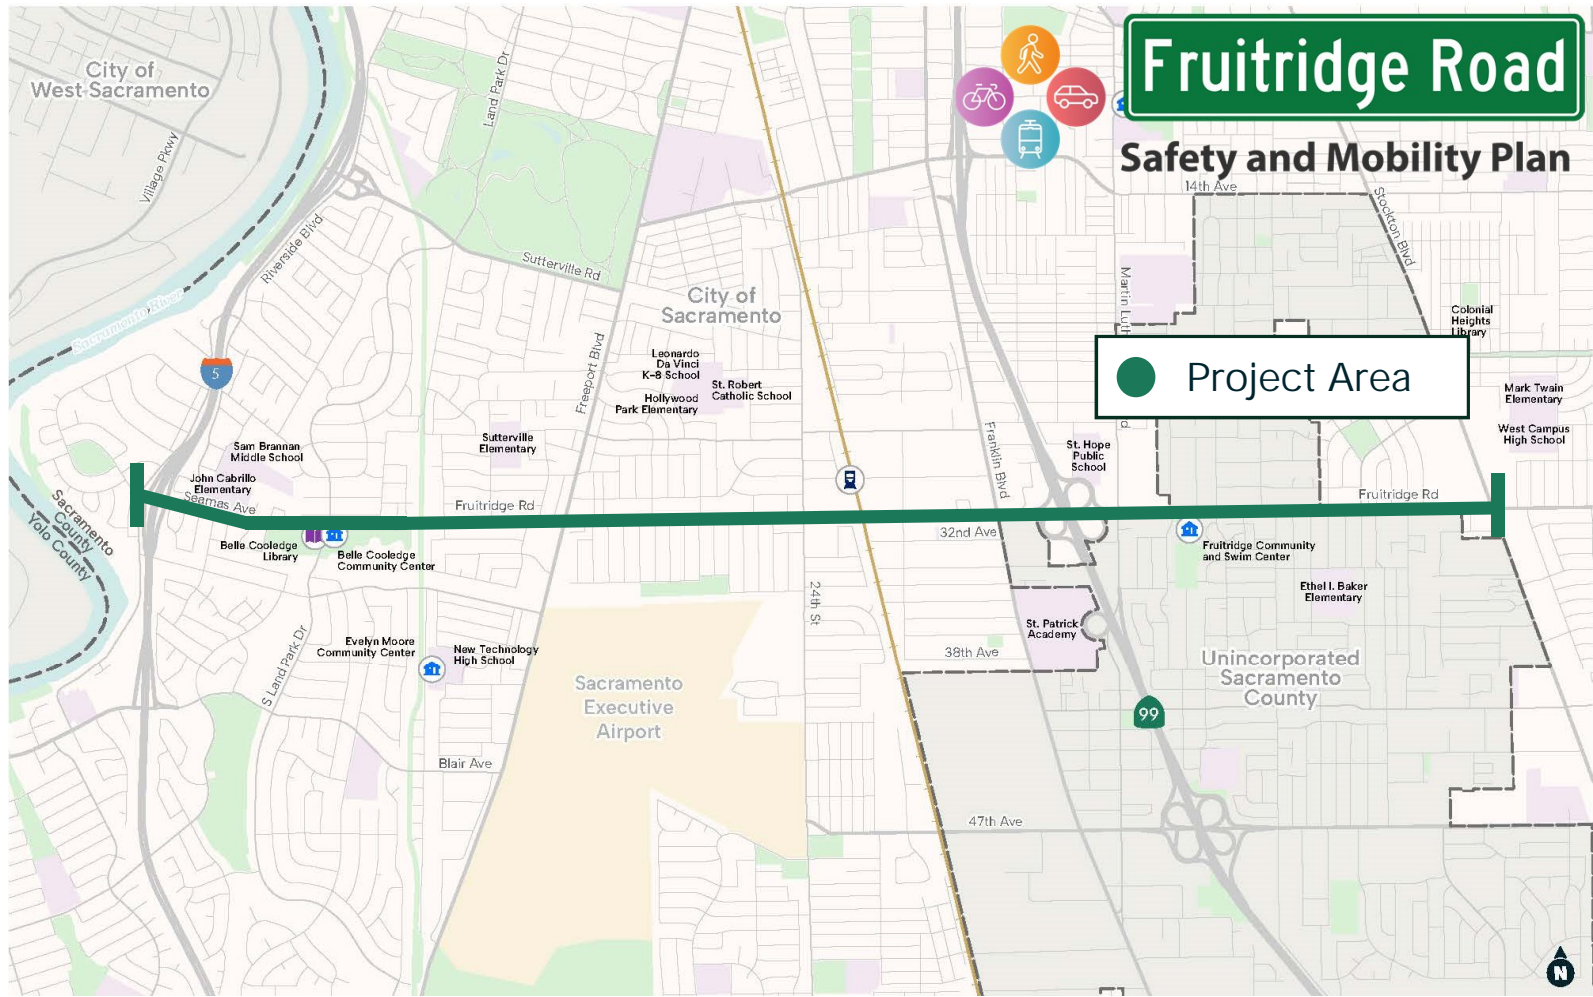 Fruitridge Road
Safety and Mobility Plan
Project Area
City of
West Sacramento
Village Pkwy
Land Park Dr
Riverside Blvd
Sacramento River
Sutterville Rd
14th Ave
Stockton Blvd
Martin Luth
d
City of
Sacramento
Colonial
Heights
Library
5
Freeport Blvd
Leonardo
Da Vinci
K-8 School
St. Robert
Catholic School
Hollywood
Park Elementary
Mark Twain
Elementary
West Campus
High School
Sam Brannan
Middle School
Sutterville
Elementary
Franklin Blvd
St. Hope
Public
School
John Cabrillo
Elementary
Seamas Ave
Fruitridge Rd
Fruitridge Rd
Sacramento
County
Yolo County
32nd Ave
Belle Cooledge
Library
Belle Cooledge
Community Center
Fruitridge Community
and Swim Center
24th St
Ethel I. Baker
Elementary
St. Patrick
Academy
Evelyn Moore
Community Center
New Technology
High School
38th Ave
S Land Park Dr
Sacramento
Executive
Airport
Unincorporated
Sacramento
County
99
Blair Ave
47th Ave
N